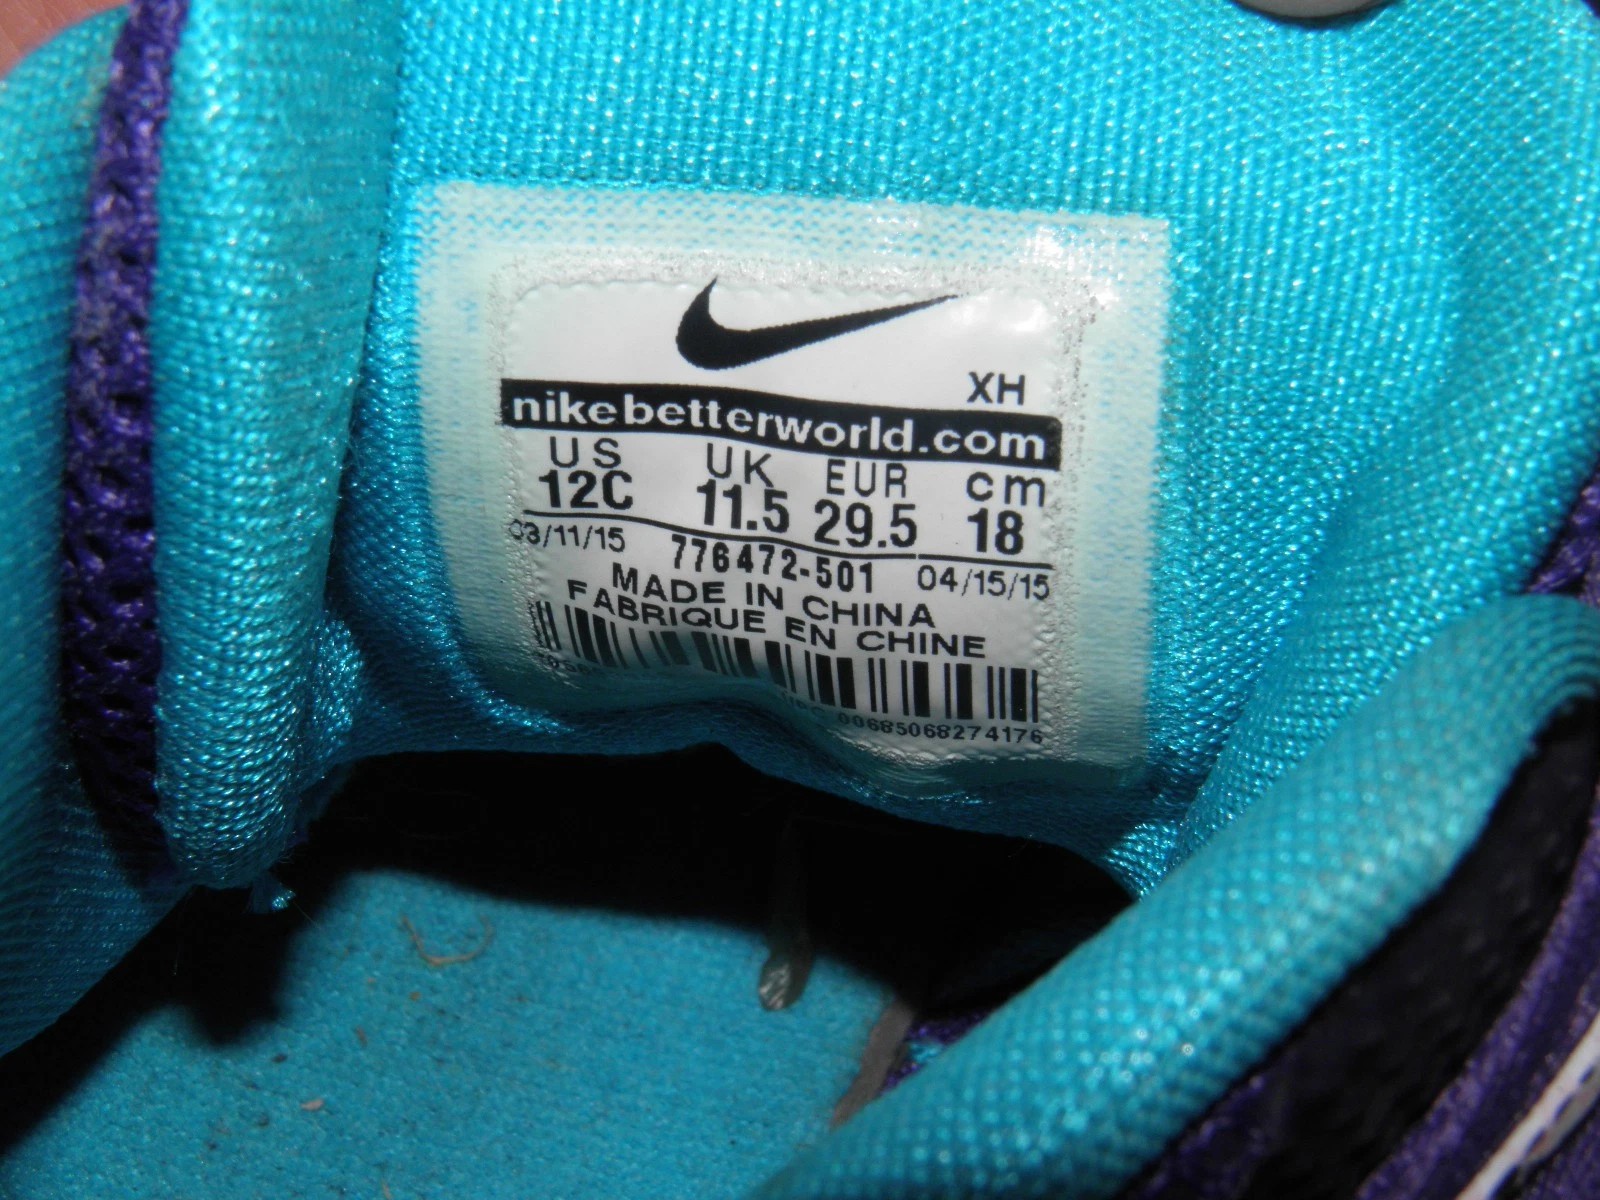 XH
nikebetterworld.com
US UK EUR cm
12C 11.5 29.5 18
03/11/15 776472-501 04/15/15
MADE IN CHINA
FABRIQUE EN CHINE
00685068274176